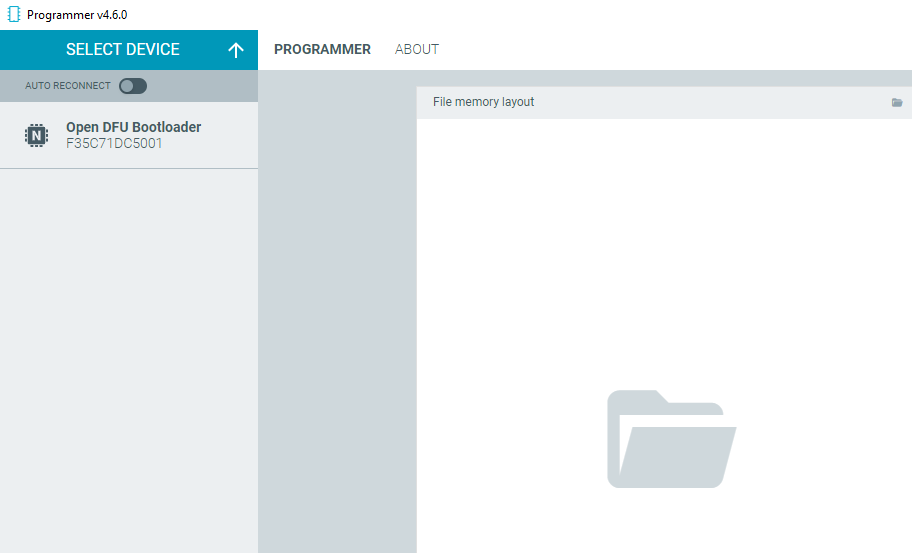 Programmer v4.6.0
SELECT DEVICE
PROGRAMMER ABOUT
AUTO RECONNECT
File memory layout
N
Open DFU Bootloader
F35C71DC5001